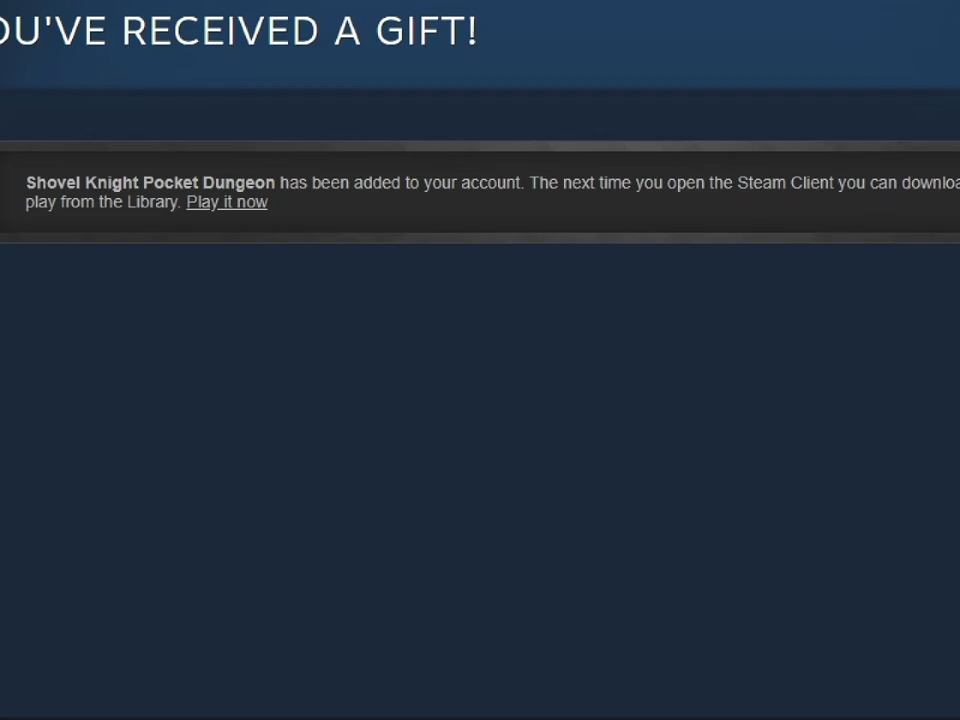 OU'VE RECEIVED A GIFT!
Shovel Knight Pocket Dungeon has been added to your account. The next time you open the Steam Client you can downloa
play from the Library. Play it now